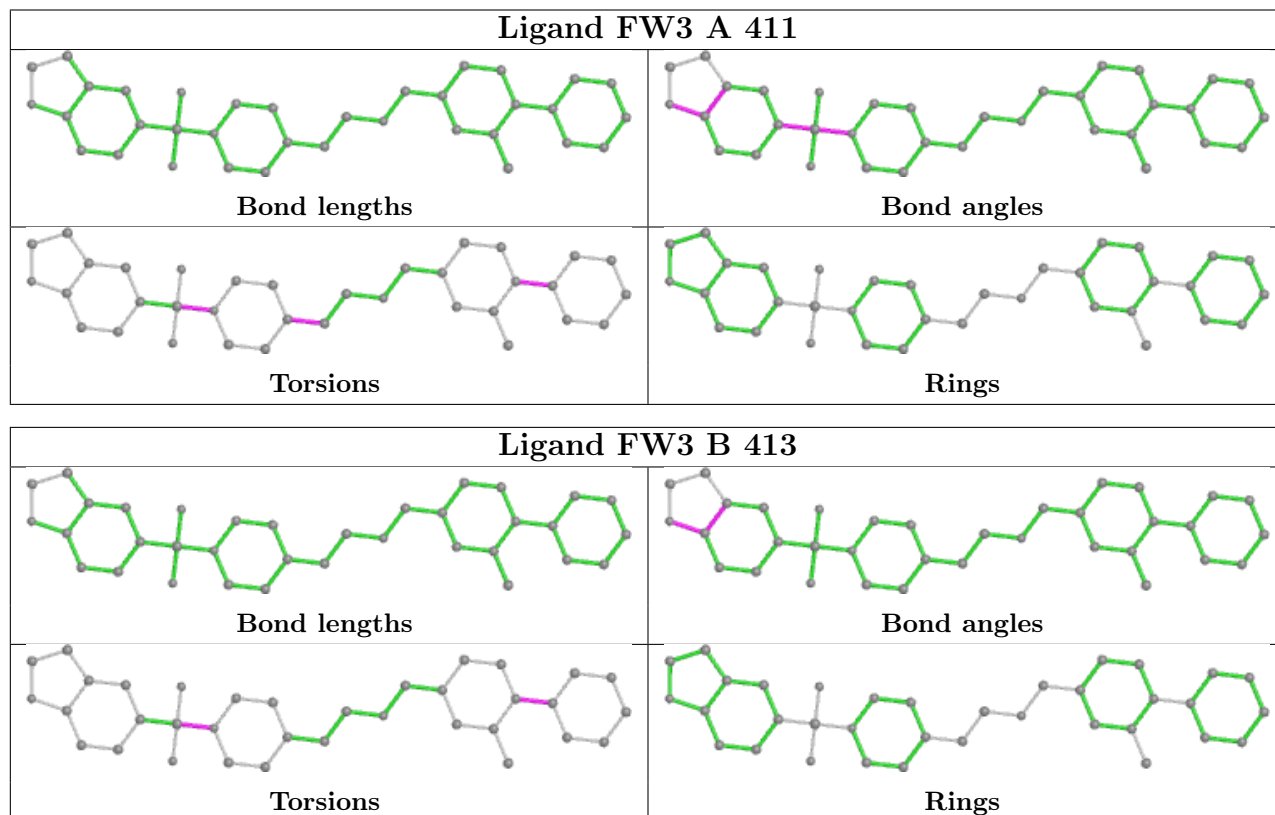 Ligand FW3 A 411
Bond lengths
Bond angles
Torsions
Rings
Ligand FW3 B 413
Bond lengths
Bond angles
Torsions
Rings